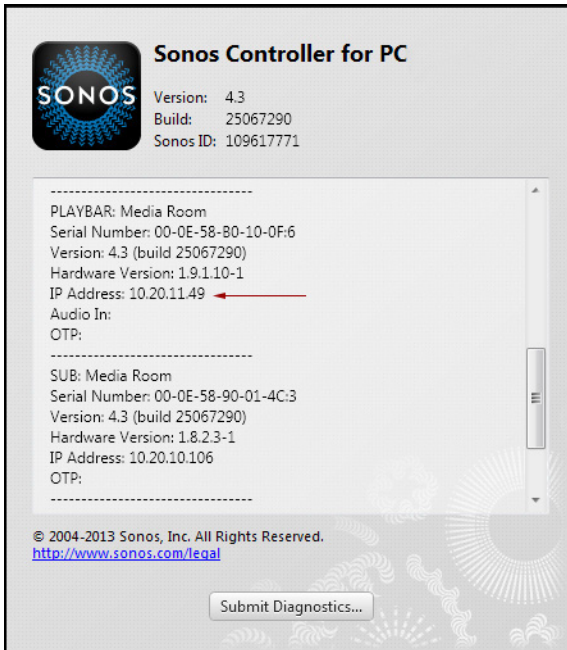 Sonos Controller for PC
SONOS
Version: 4.3
Build: 25067290
Sonos ID: 109617771
---------------------------------
PLAYBAR: Media Room
Serial Number: 00-0E-58-B0-10-0F:6
Version: 4.3 (build 25067290)
Hardware Version: 1.9.1.10-1
IP Address: 10.20.11.49
Audio In:
OTP:
---------------------------------
SUB: Media Room
Serial Number: 00-0E-58-90-01-4C:3
Version: 4.3 (build 25067290)
Hardware Version: 1.8.2.3-1
IP Address: 10.20.10.106
OTP:
---------------------------------
© 2004-2013 Sonos, Inc. All Rights Reserved.
http://www.sonos.com/legal
Submit Diagnostics...